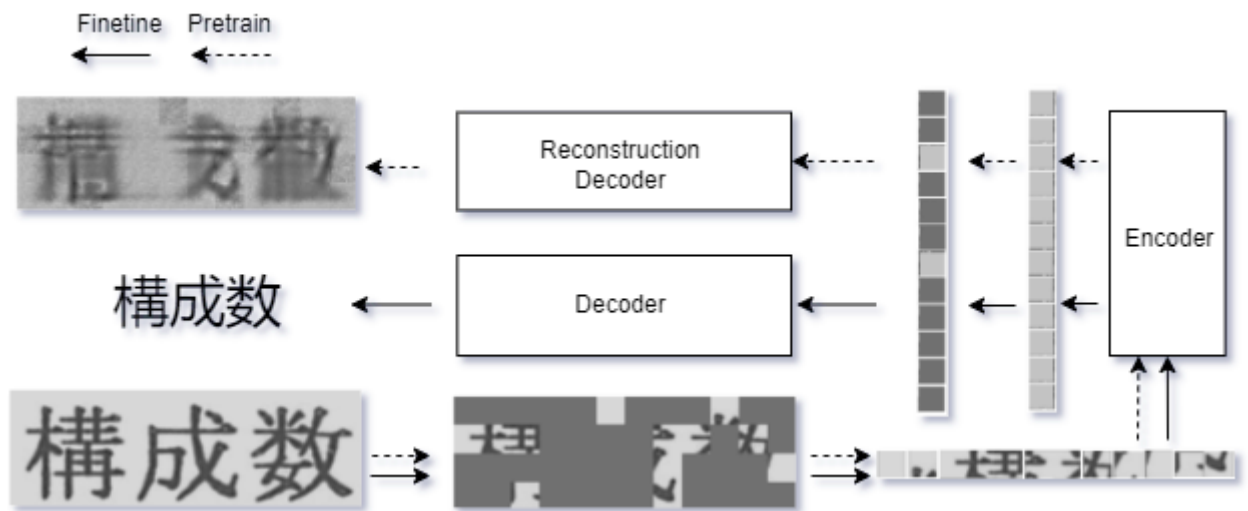 Finetine Pretrain
Reconstruction
Decoder
Encoder
構成数
Decoder
構成数